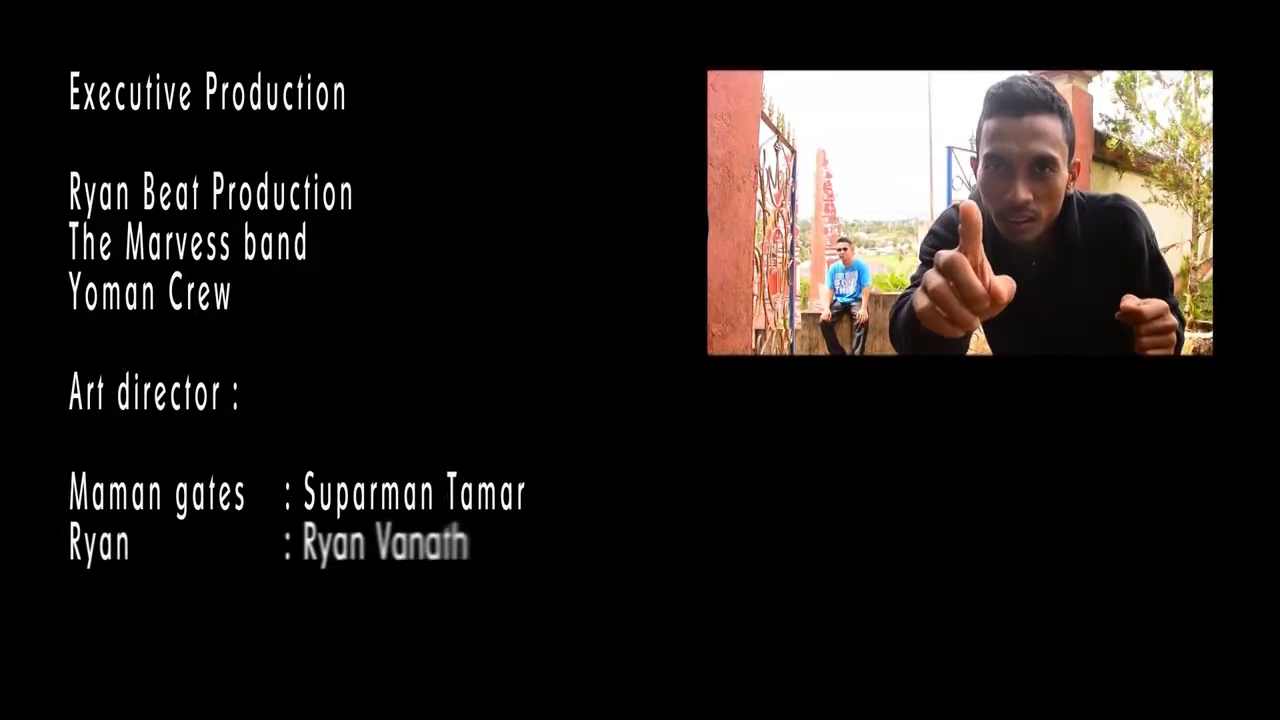 Executive Production
Ryan Beat Production
The Marvess band
Yoman Crew
Art director :
Maman gates : Suparman Tamar
Ryan : Ryan Vanath